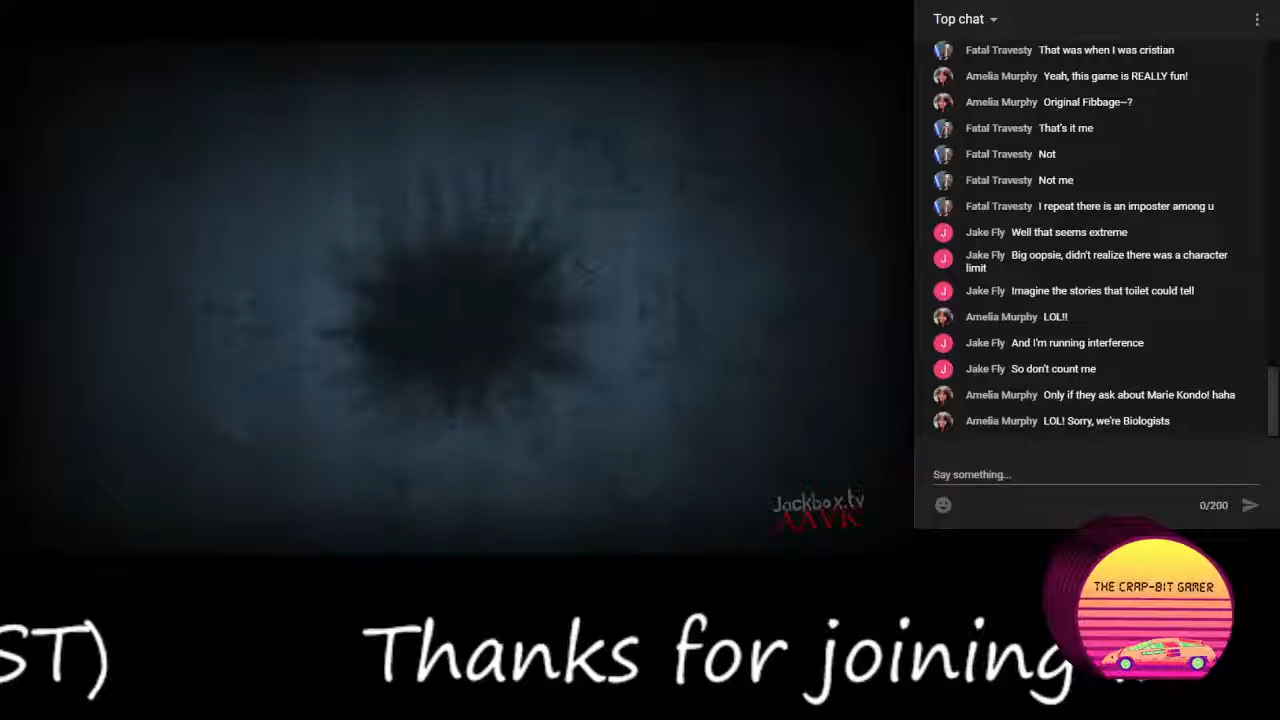 Top chat
Fatal Travesty That was when I was cristian
Amelia Murphy Yeah, this game is REALLY fun!
Amelia Murphy Original Fibbage--?
Fatal Travesty That's it me
Fatal Travesty Not
Fatal Travesty Not me
Fatal Travesty I repeat there is an imposter among u
J Jake Fly Well that seems extreme
J Jake Fly Big oopsie, didn't realize there was a character
limit
J Jake Fly Imagine the stories that toilet could tell
Amelia Murphy LOL!!
J Jake Fly And I'm running interference
J Jake Fly So don't count me
Amelia Murphy Only if they ask about Marie Kondo! haha
Amelia Murphy LOL! Sorry, we're Biologists
Say something...
0/200
Jackbox.tv
AAVK
THE CRAP-BIT GAMER
ST) Thanks for joining